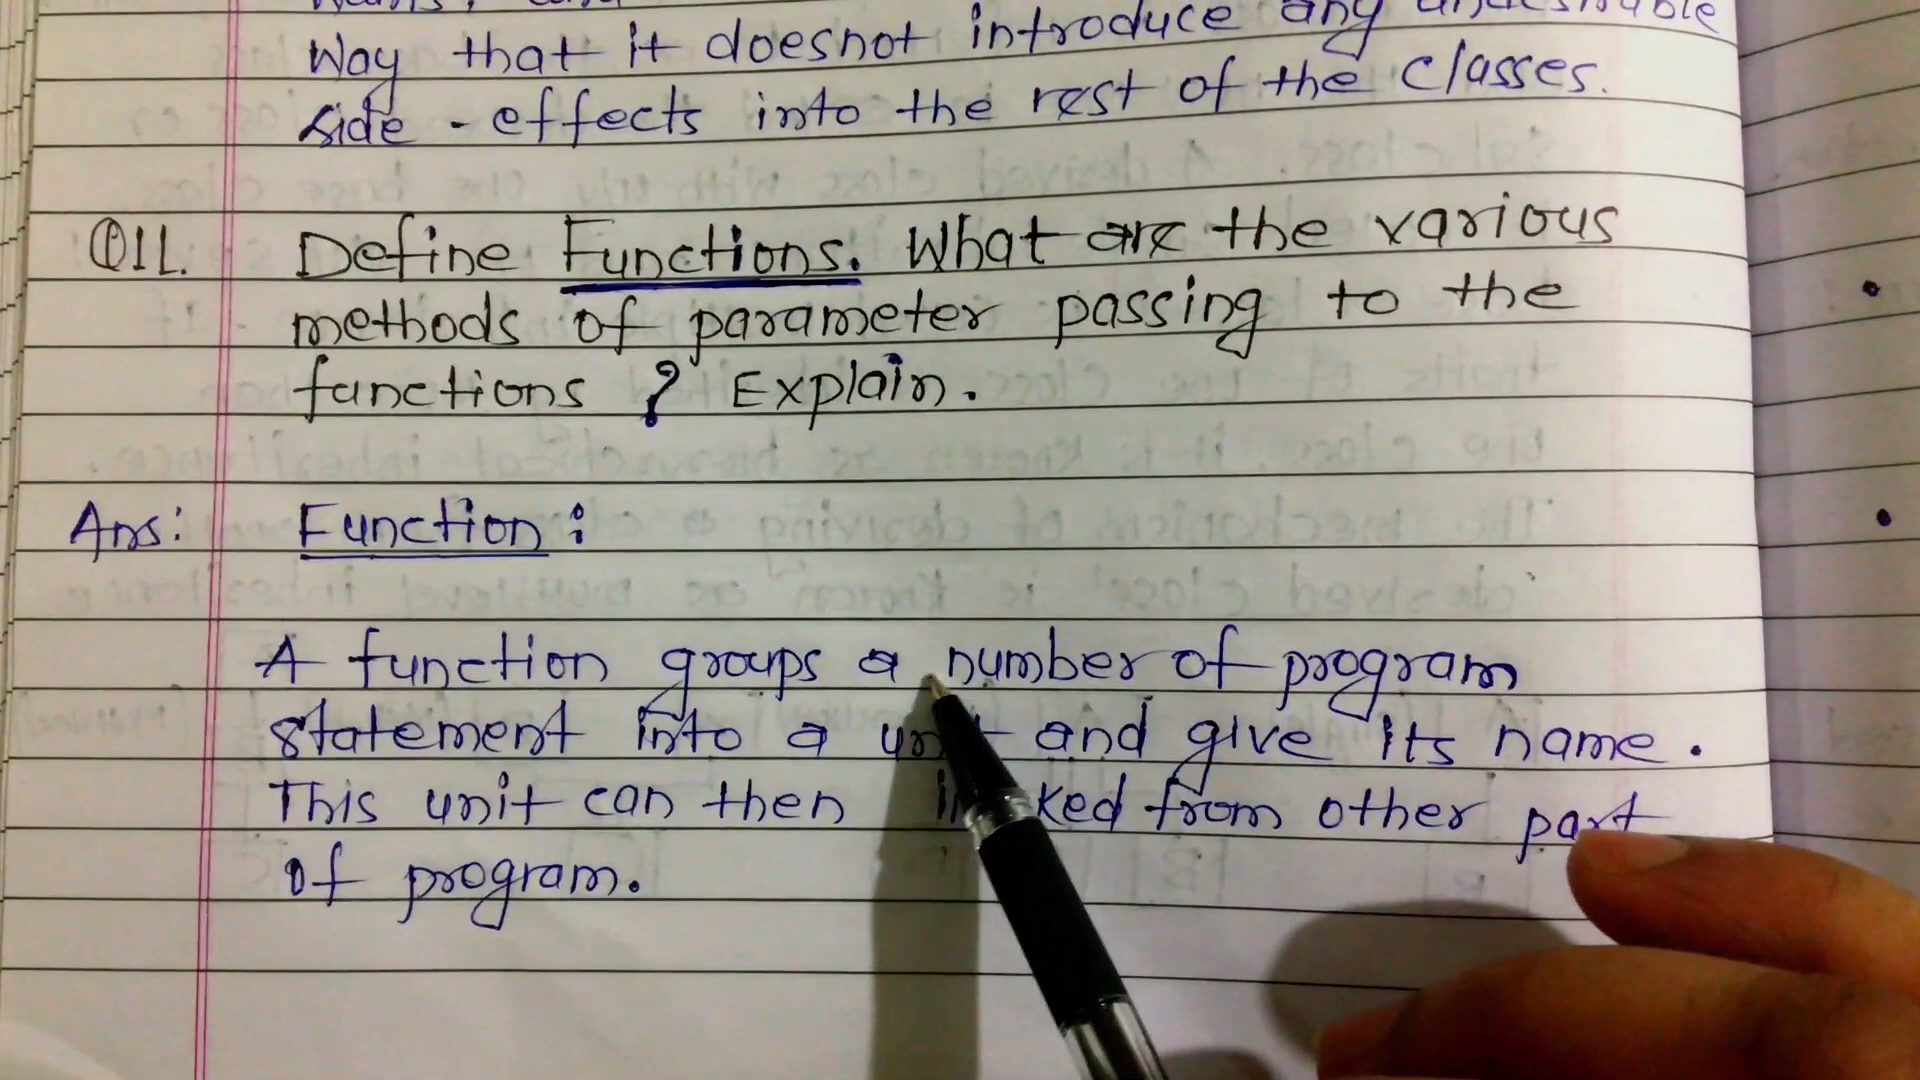 Way that it doesnot introduce any
side - effects into the rest of the classes.
Q11. Define Functions. What are the various
methods of parameter passing to the
functions ? Explain.
Ans: Function :
A function groups a number of program
statement into a unit and give its name.
This unit can then from other part
of program.